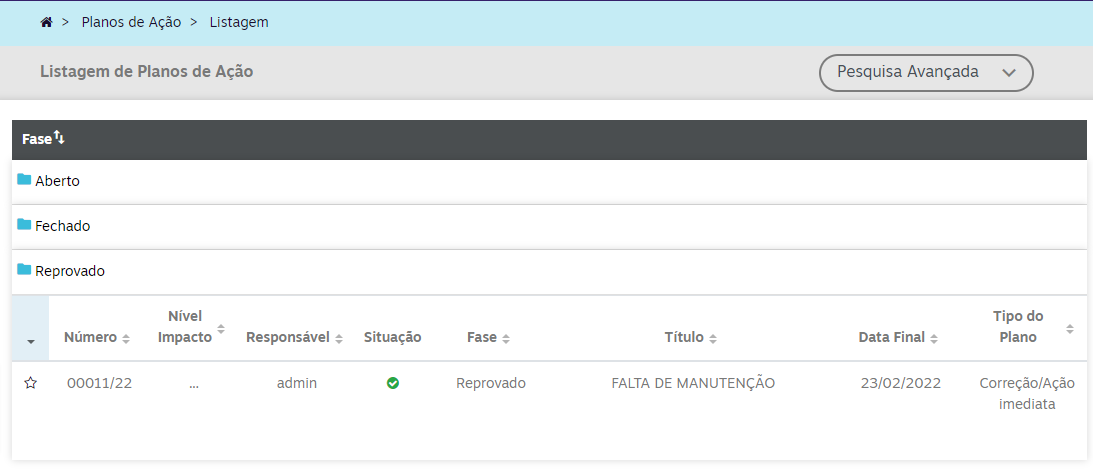 > Planos de Ação > Listagem
Listagem de Planos de Ação
Pesquisa Avançada
Fase
Aberto
Fechado
Reprovado
Número Nível Impacto Responsável Situação Fase Título Data Final Tipo do Plano
00011/22 ... admin Reprovado FALTA DE MANUTENÇÃO 23/02/2022 Correção/Ação
imediata